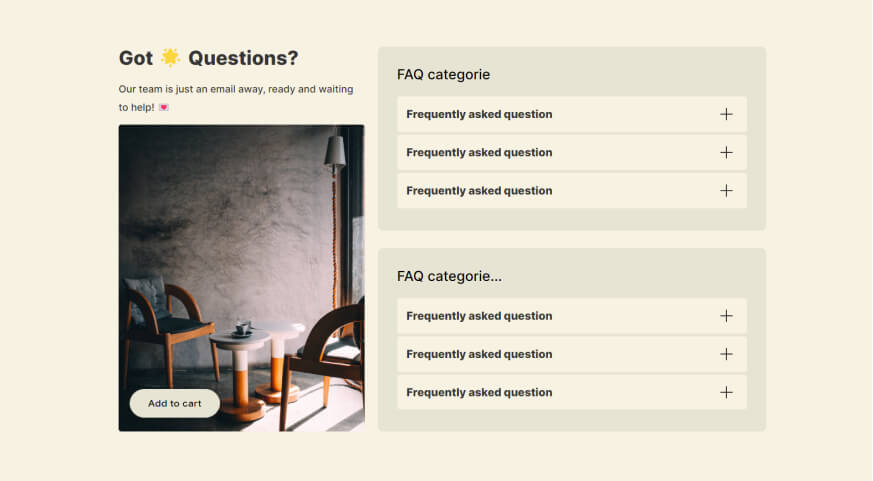 Got 🌟 Questions?
Our team is just an email away, ready and waiting
to help! 💌
Add to cart
FAQ categorie
Frequently asked question
Frequently asked question
Frequently asked question
FAQ categorie...
Frequently asked question
Frequently asked question
Frequently asked question